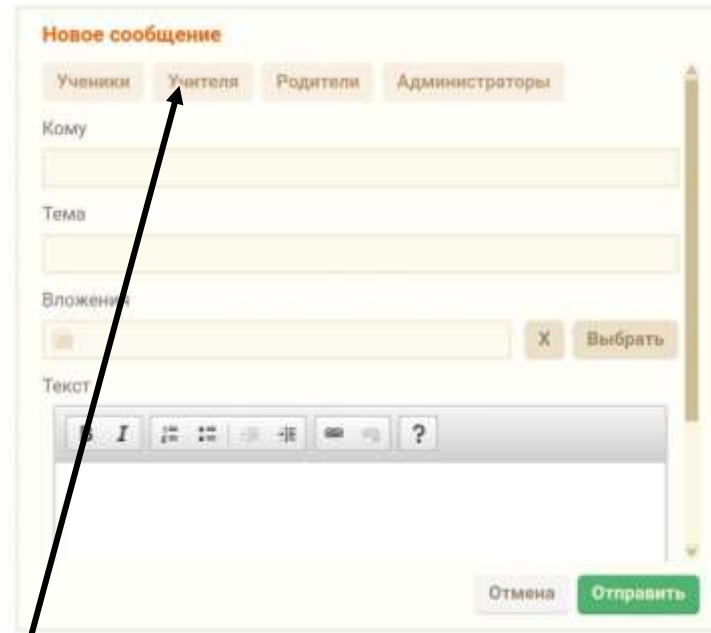 Новое сообщение
Ученики Учителя Родители Администраторы
Кому
Тема
Вложения
X Выбрать
Текст
B I ?
Отмена Отправить